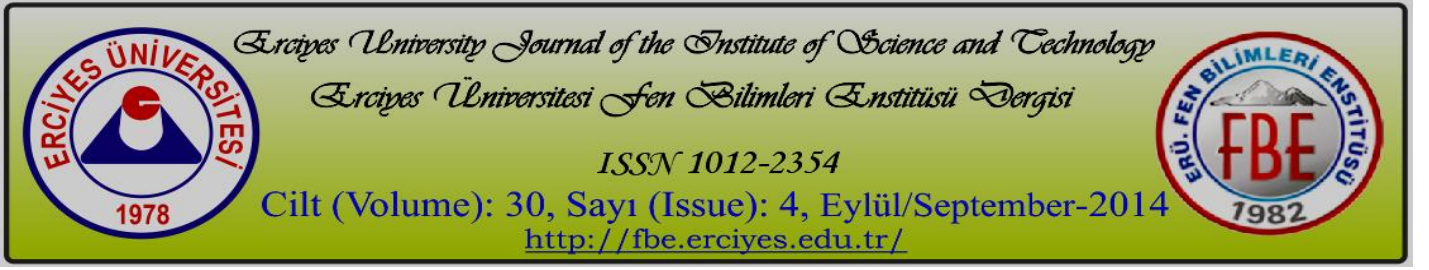 ERCİYES ÜNİVERSİTESİ
1978
Erciyes University Journal of the Institute of Science and Technology
Erciyes Üniversitesi Fen Bilimleri Enstitüsü Dergisi
ISSN 1012-2354
Cilt (Volume): 30, Sayı (Issue): 4, Eylül/September-2014
http://fbe.erciyes.edu.tr/
ERÜ. FEN BİLİMLERİ ENSTİTÜSÜ
FBE
1982